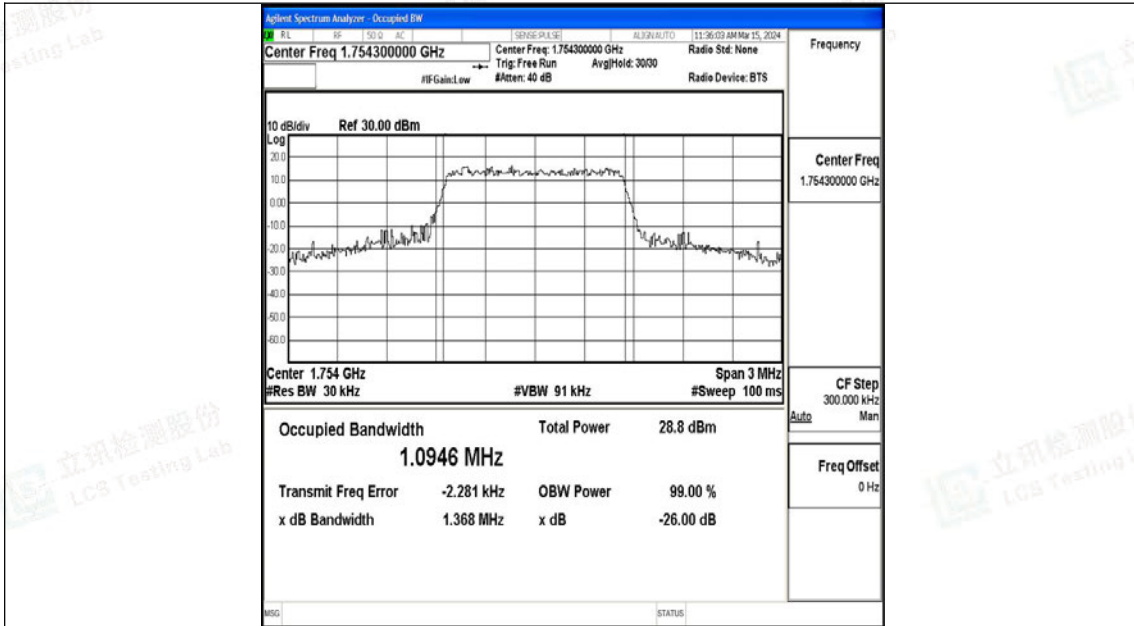 Agilent Spectrum Analyzer - Occupied BW
RL RF 50 Ω AC SENSE:PULSE ALIGNAUTO 11:36:03 AM Mar 15, 2024
Center Freq 1.754300000 GHz
Center Freq: 1.754300000 GHz
Radio Std: None
Trig: Free Run Avg|Hold: 30/30
#IFGain:Low
#Atten: 40 dB
Radio Device: BTS
Frequency
10 dB/div Ref 30.00 dBm
Log
20.0
10.0
0.00
-10.0
-20.0
-30.0
-40.0
-50.0
-60.0
Center Freq
1.754300000 GHz
Center 1.754 GHz
Span 3 MHz
#Res BW 30 kHz
#VBW 91 kHz
#Sweep 100 ms
CF Step
300.000 kHz
Auto Man
Occupied Bandwidth
Total Power 28.8 dBm
1.0946 MHz
Transmit Freq Error -2.281 kHz
OBW Power 99.00 %
x dB Bandwidth 1.368 MHz
x dB -26.00 dB
Freq Offset
0 Hz
MSG
STATUS
立讯检测股份
LCS Testing Lab
立讯检测股份
LCS Testing